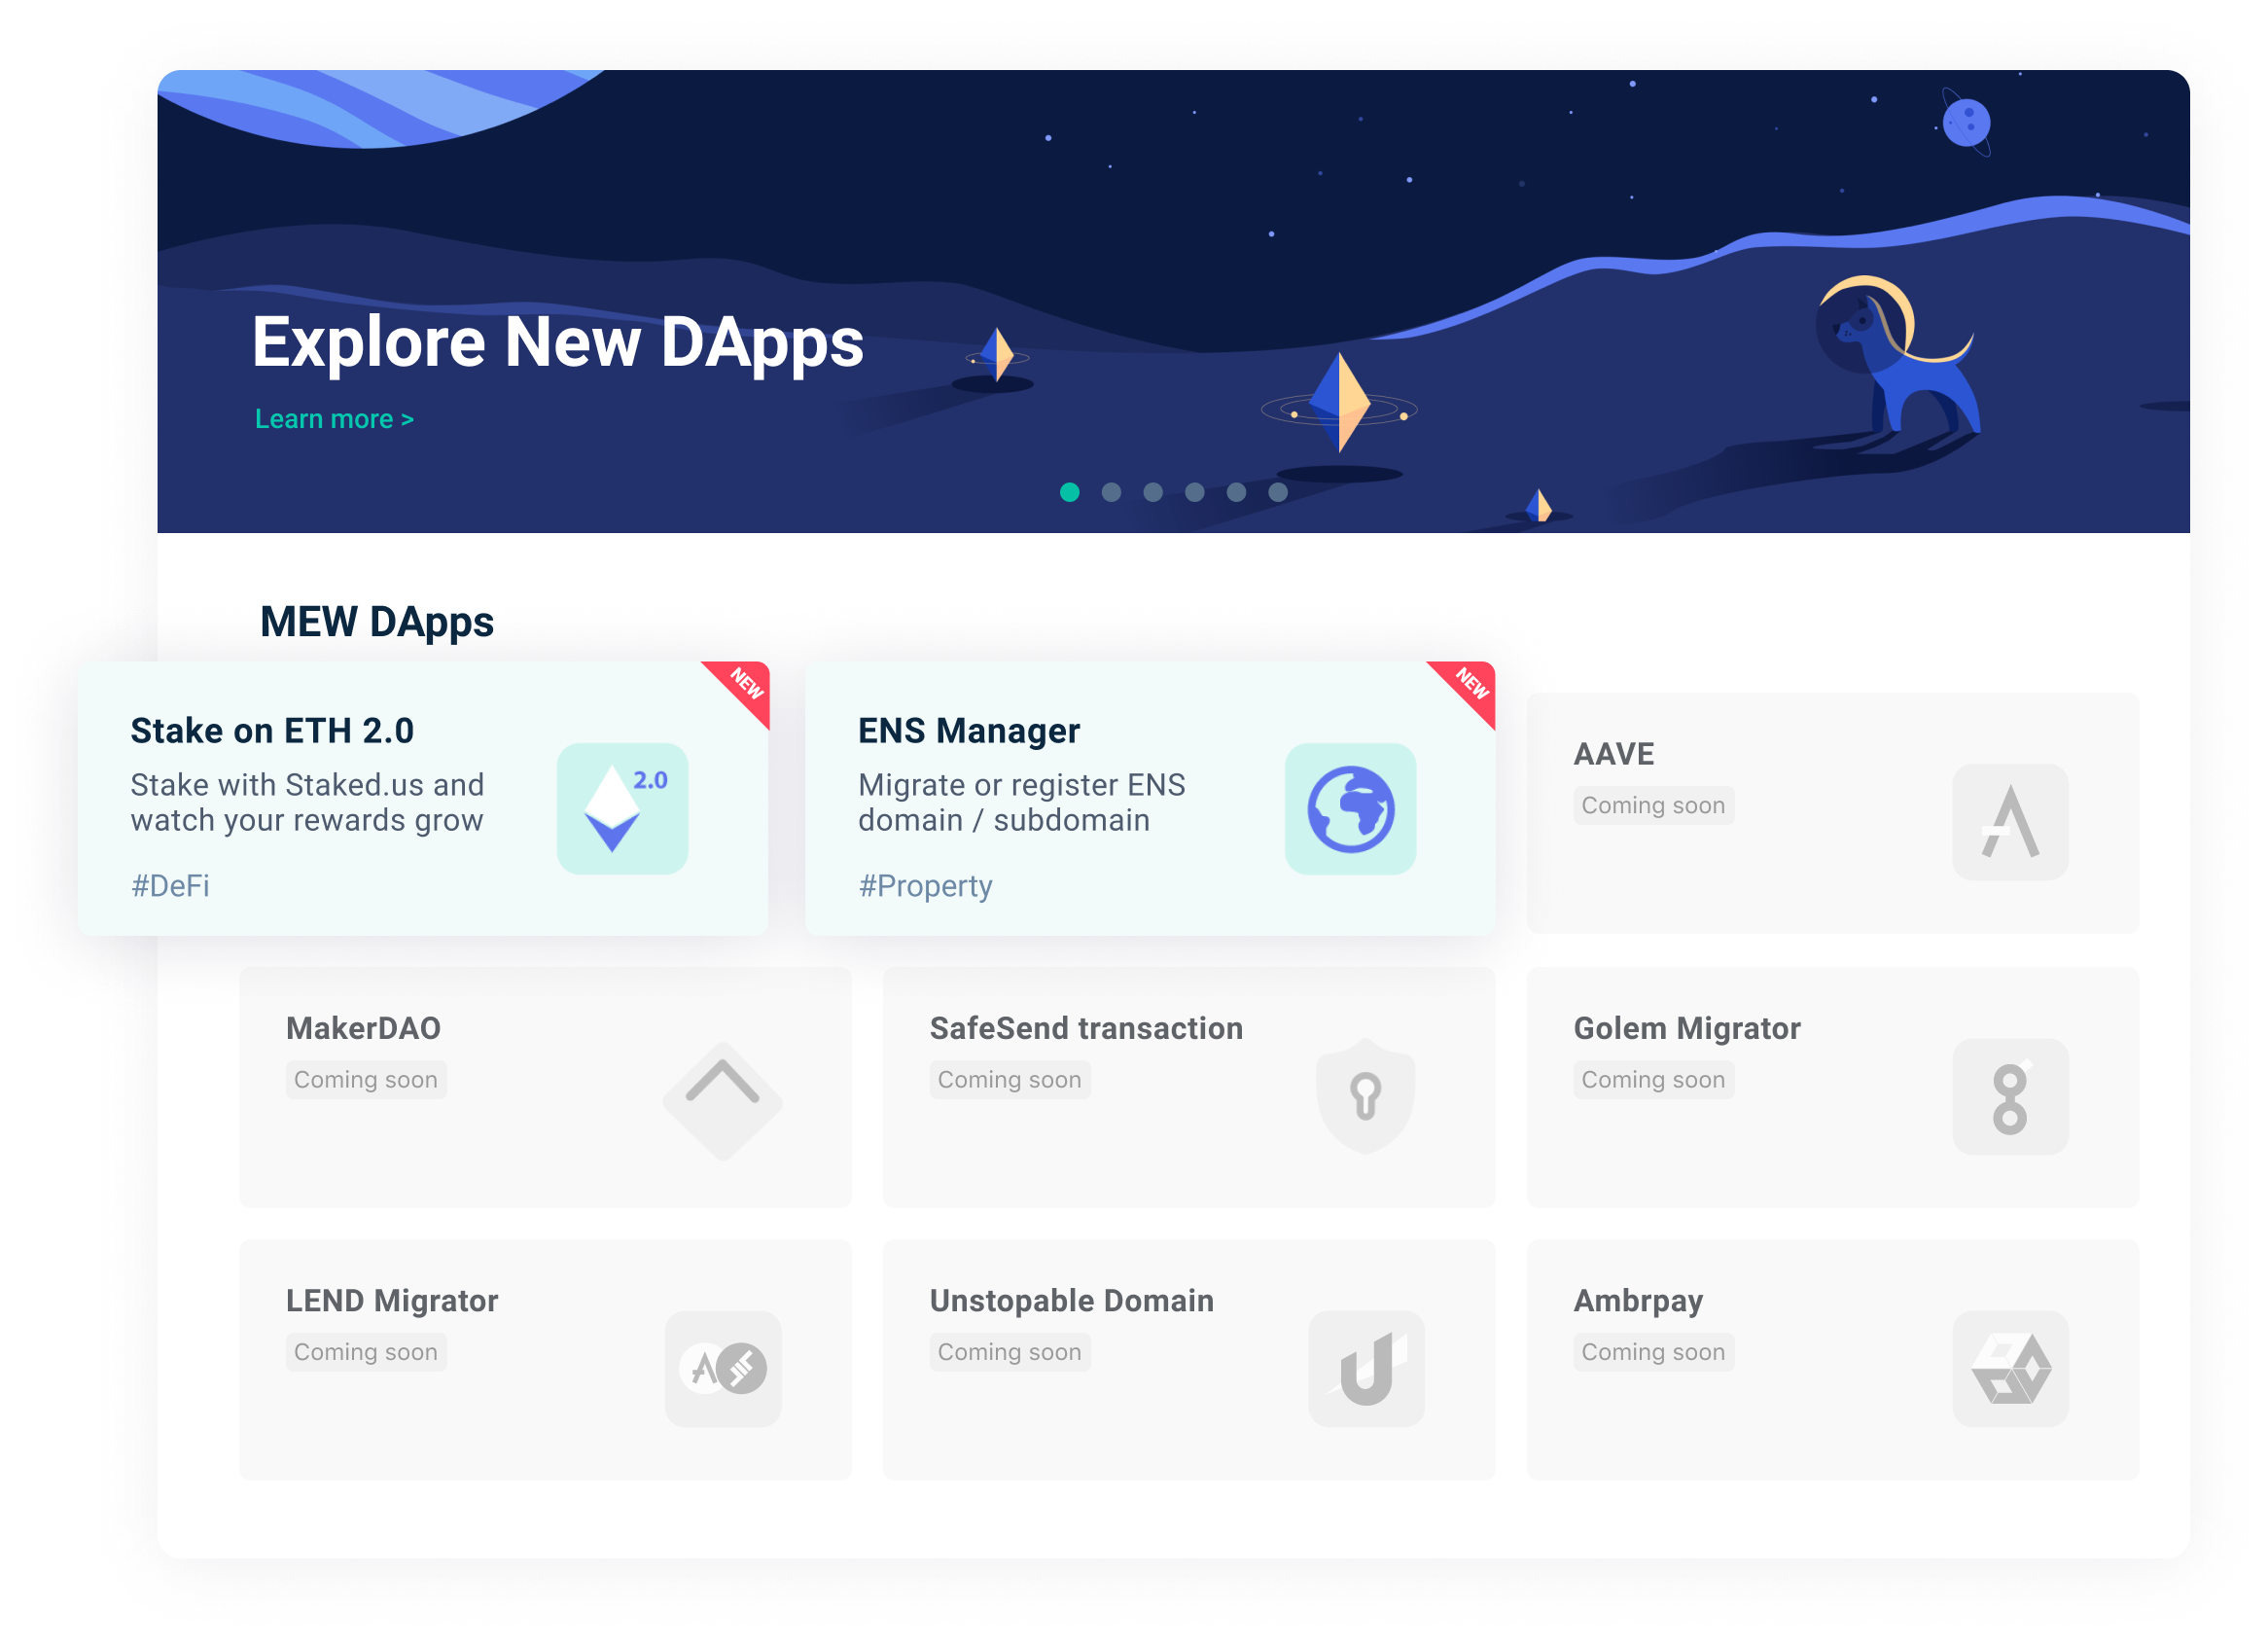 Explore New DApps
Learn more >
MEW DApps
NEW
Stake on ETH 2.0
Stake with Staked.us and
watch your rewards grow
#DeFi
2.0
NEW
ENS Manager
Migrate or register ENS
domain / subdomain
#Property
AAVE
Coming soon
MakerDAO
Coming soon
SafeSend transaction
Coming soon
Golem Migrator
Coming soon
LEND Migrator
Coming soon
Unstopable Domain
Coming soon
Ambrpay
Coming soon